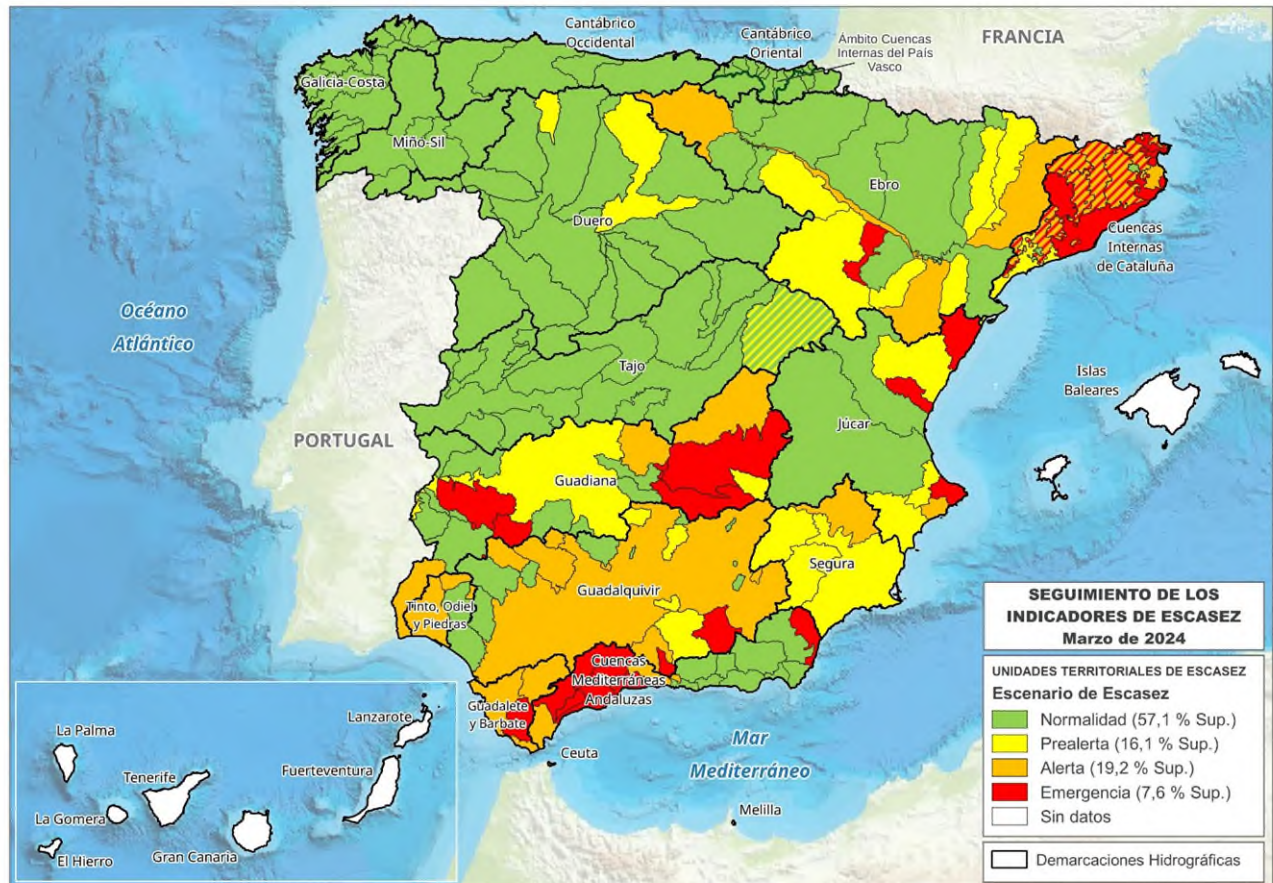 Cantábrico
Occidental
Cantábrico
Oriental
Ámbito Cuencas
Internas del País
Vasco
FRANCIA
Galicia-Costa
Miño-Sil
Duero
Ebro
Cuencas
Internas
de Cataluña
Océano
Atlántico
Tajo
Islas
Baleares
PORTUGAL
Júcar
Guadiana
Segura
Guadalquivir
Tinto, Odiel
y Piedras
Cuencas
Mediterráneas
Andaluzas
Guadalete
y Barbate
Ceuta
Mar
Mediterráneo
Melilla
La Palma
Lanzarote
Tenerife
Fuerteventura
La Gomera
El Hierro
Gran Canaria
SEGUIMIENTO DE LOS
INDICADORES DE ESCASEZ
Marzo de 2024
UNIDADES TERRITORIALES DE ESCASEZ
Escenario de Escasez
Normalidad (57,1 % Sup.)
Prealerta (16,1 % Sup.)
Alerta (19,2 % Sup.)
Emergencia (7,6 % Sup.)
Sin datos
Demarcaciones Hidrográficas